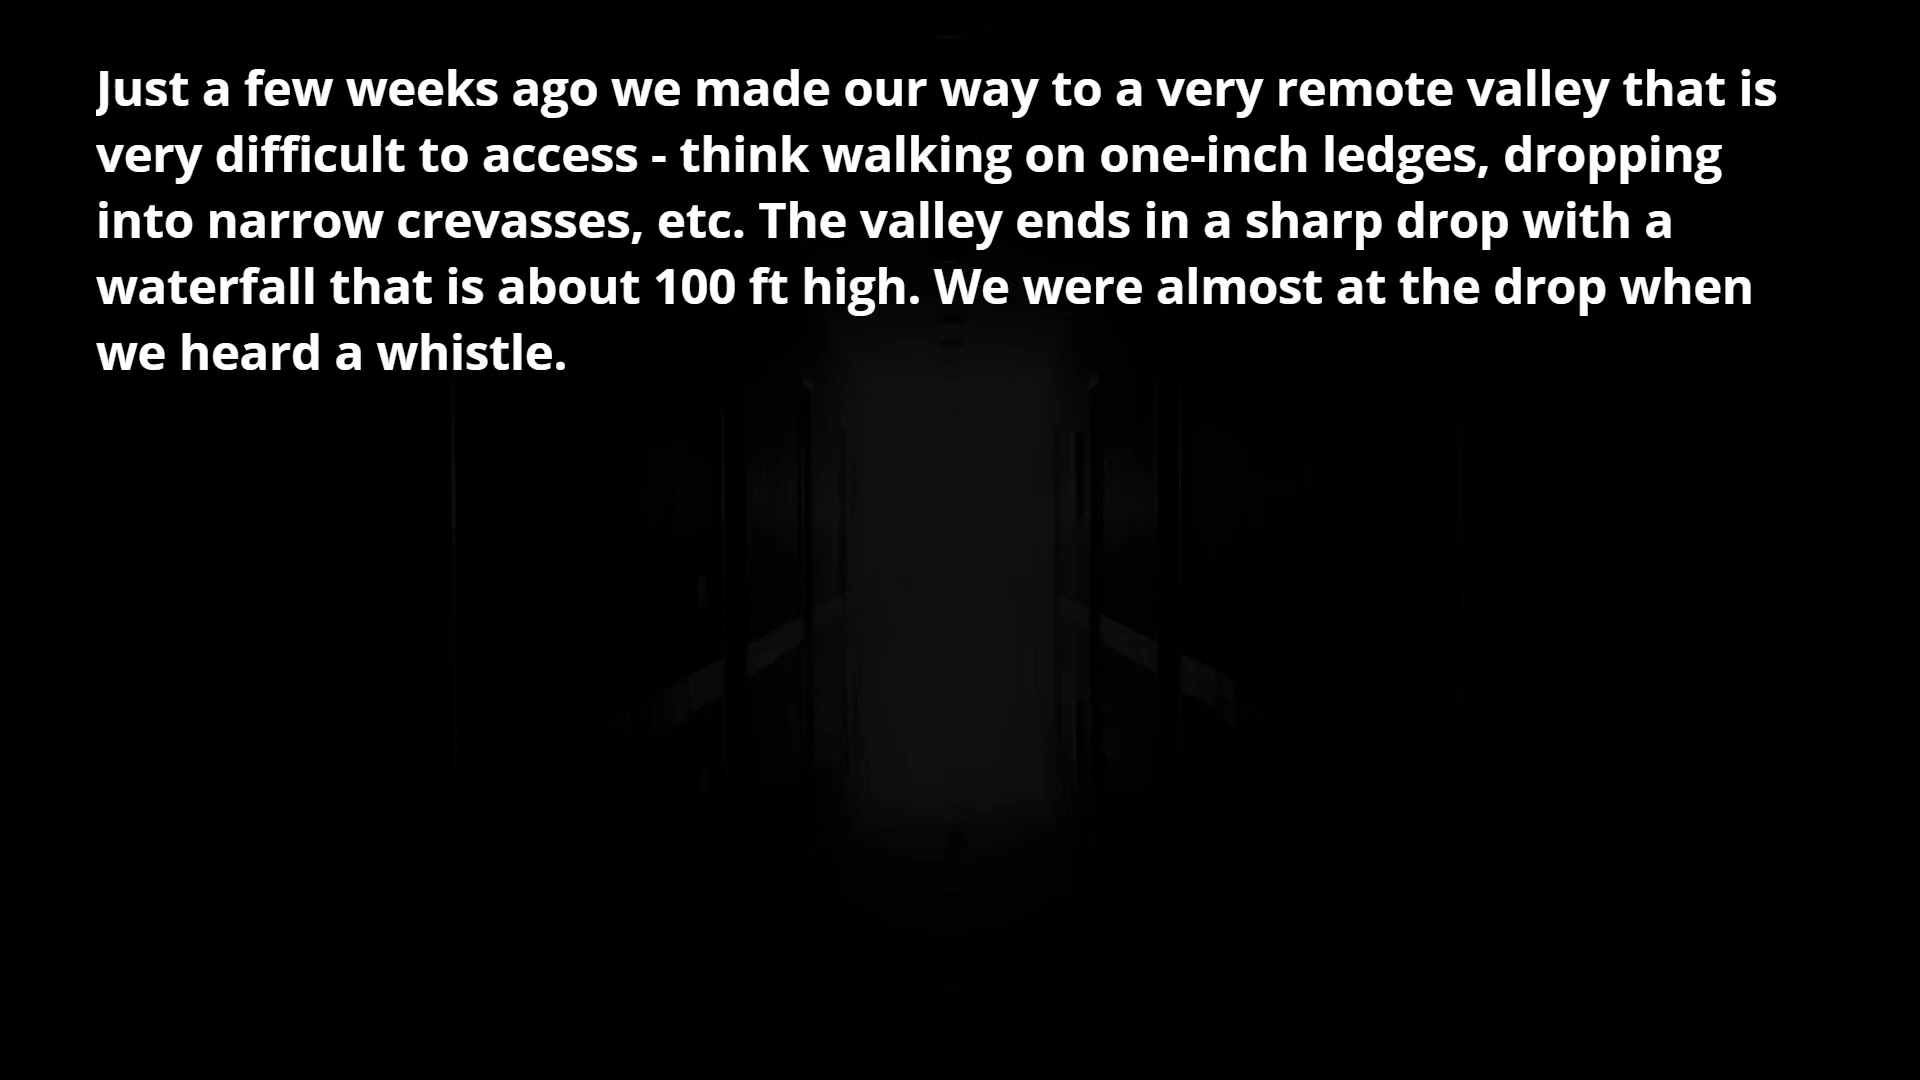 Just a few weeks ago we made our way to a very remote valley that is
very difficult to access - think walking on one-inch ledges, dropping
into narrow crevasses, etc. The valley ends in a sharp drop with a
waterfall that is about 100 ft high. We were almost at the drop when
we heard a whistle.